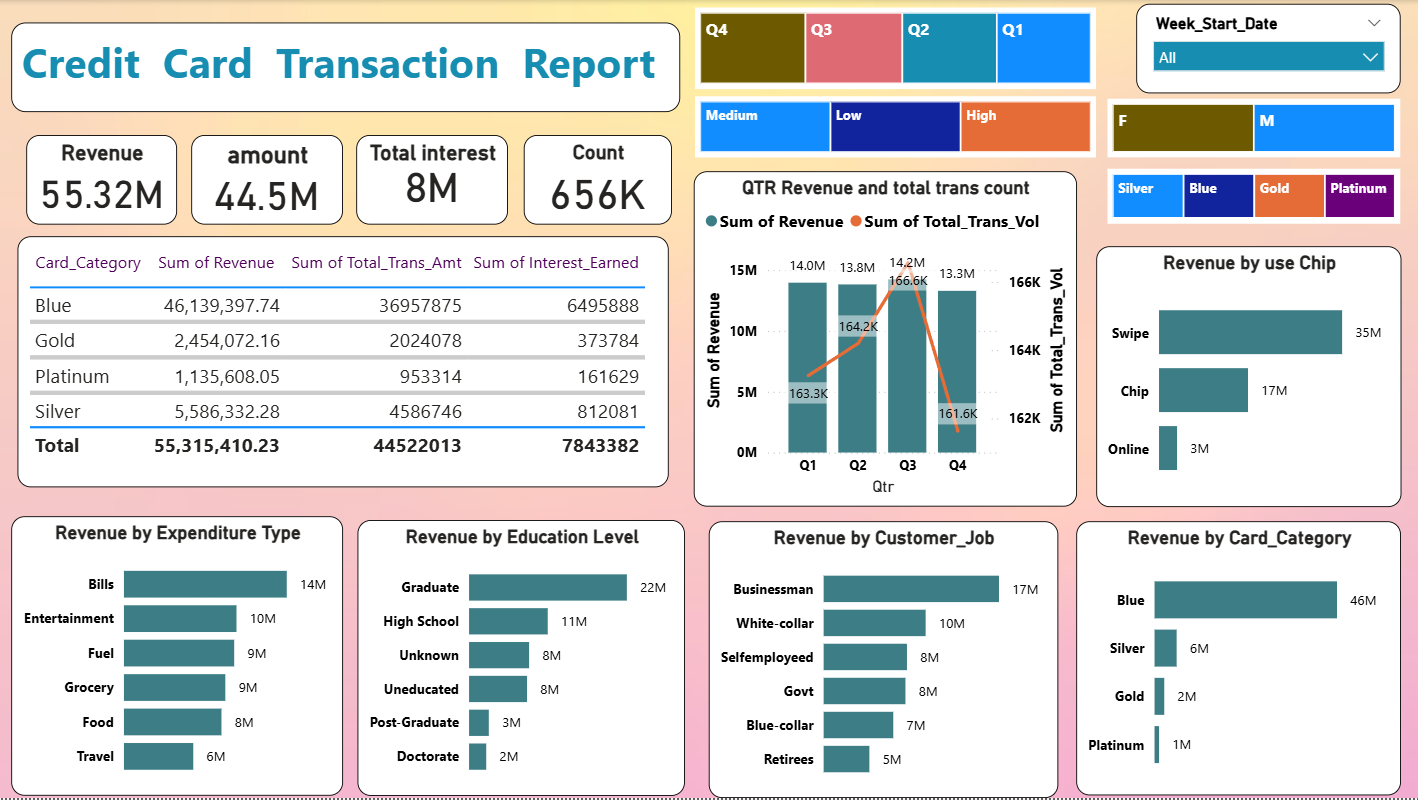 Credit Card Transaction Report
Q4 Q3 Q2 Q1
Week_Start_Date
All
Medium Low High
F M
Silver Blue Gold Platinum
Revenue
55.32M
amount
44.5M
Total interest
8M
Count
656K
Card_Category Sum of Revenue Sum of Total_Trans_Amt Sum of Interest_Earned
Blue 46,139,397.74 36957875 6495888
Gold 2,454,072.16 2024078 373784
Platinum 1,135,608.05 953314 161629
Silver 5,586,332.28 4586746 812081
Total 55,315,410.23 44522013 7843382
QTR Revenue and total trans count
Sum of Revenue Sum of Total_Trans_Vol
Sum of Revenue
15M
10M
5M
0M
14.0M 13.8M 14.2M 13.3M
163.3K 164.2K 166.6K 161.6K
166K
164K
162K
Sum of Total_Trans_Vol
Q1 Q2 Q3 Q4
Qtr
Revenue by use Chip
Swipe 35M
Chip 17M
Online 3M
Revenue by Expenditure Type
Bills 14M
Entertainment 10M
Fuel 9M
Grocery 9M
Food 8M
Travel 6M
Revenue by Education Level
Graduate 22M
High School 11M
Unknown 8M
Uneducated 8M
Post-Graduate 3M
Doctorate 2M
Revenue by Customer_Job
Businessman 17M
White-collar 10M
Selfemployeed 8M
Govt 8M
Blue-collar 7M
Retirees 5M
Revenue by Card_Category
Blue 46M
Silver 6M
Gold 2M
Platinum 1M